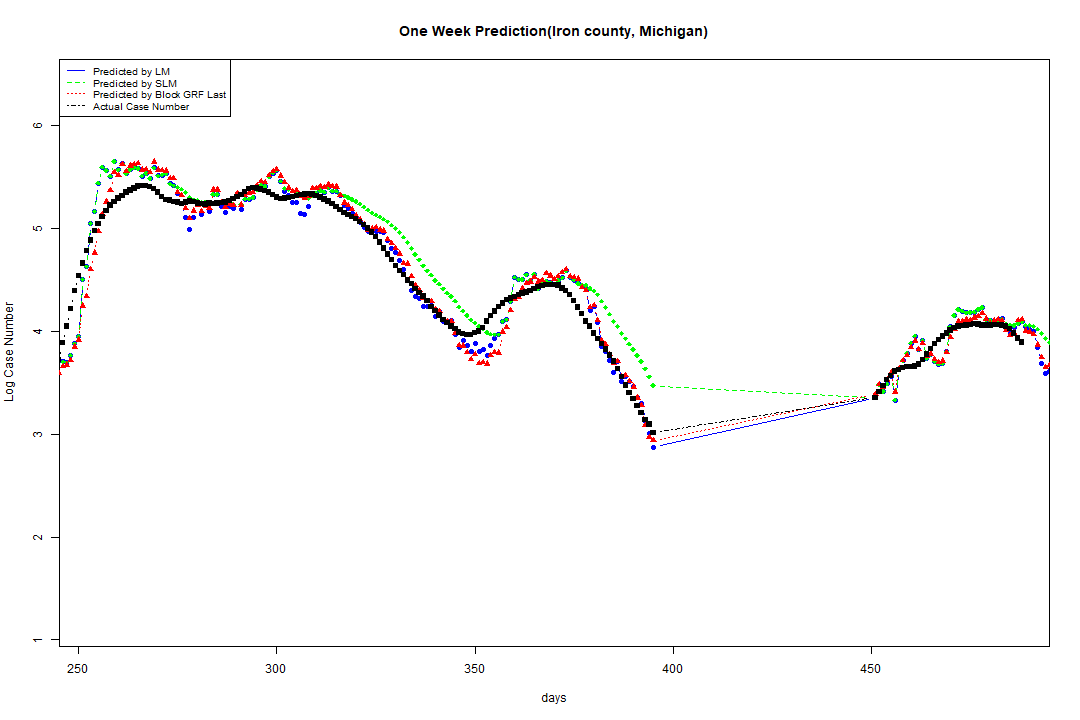 One Week Prediction(Iron county, Michigan)
Predicted by LM
Predicted by SLM
Predicted by Block GRF Last
Actual Case Number
6
5
4
3
2
1
Log Case Number
250 300 350 400 450
days